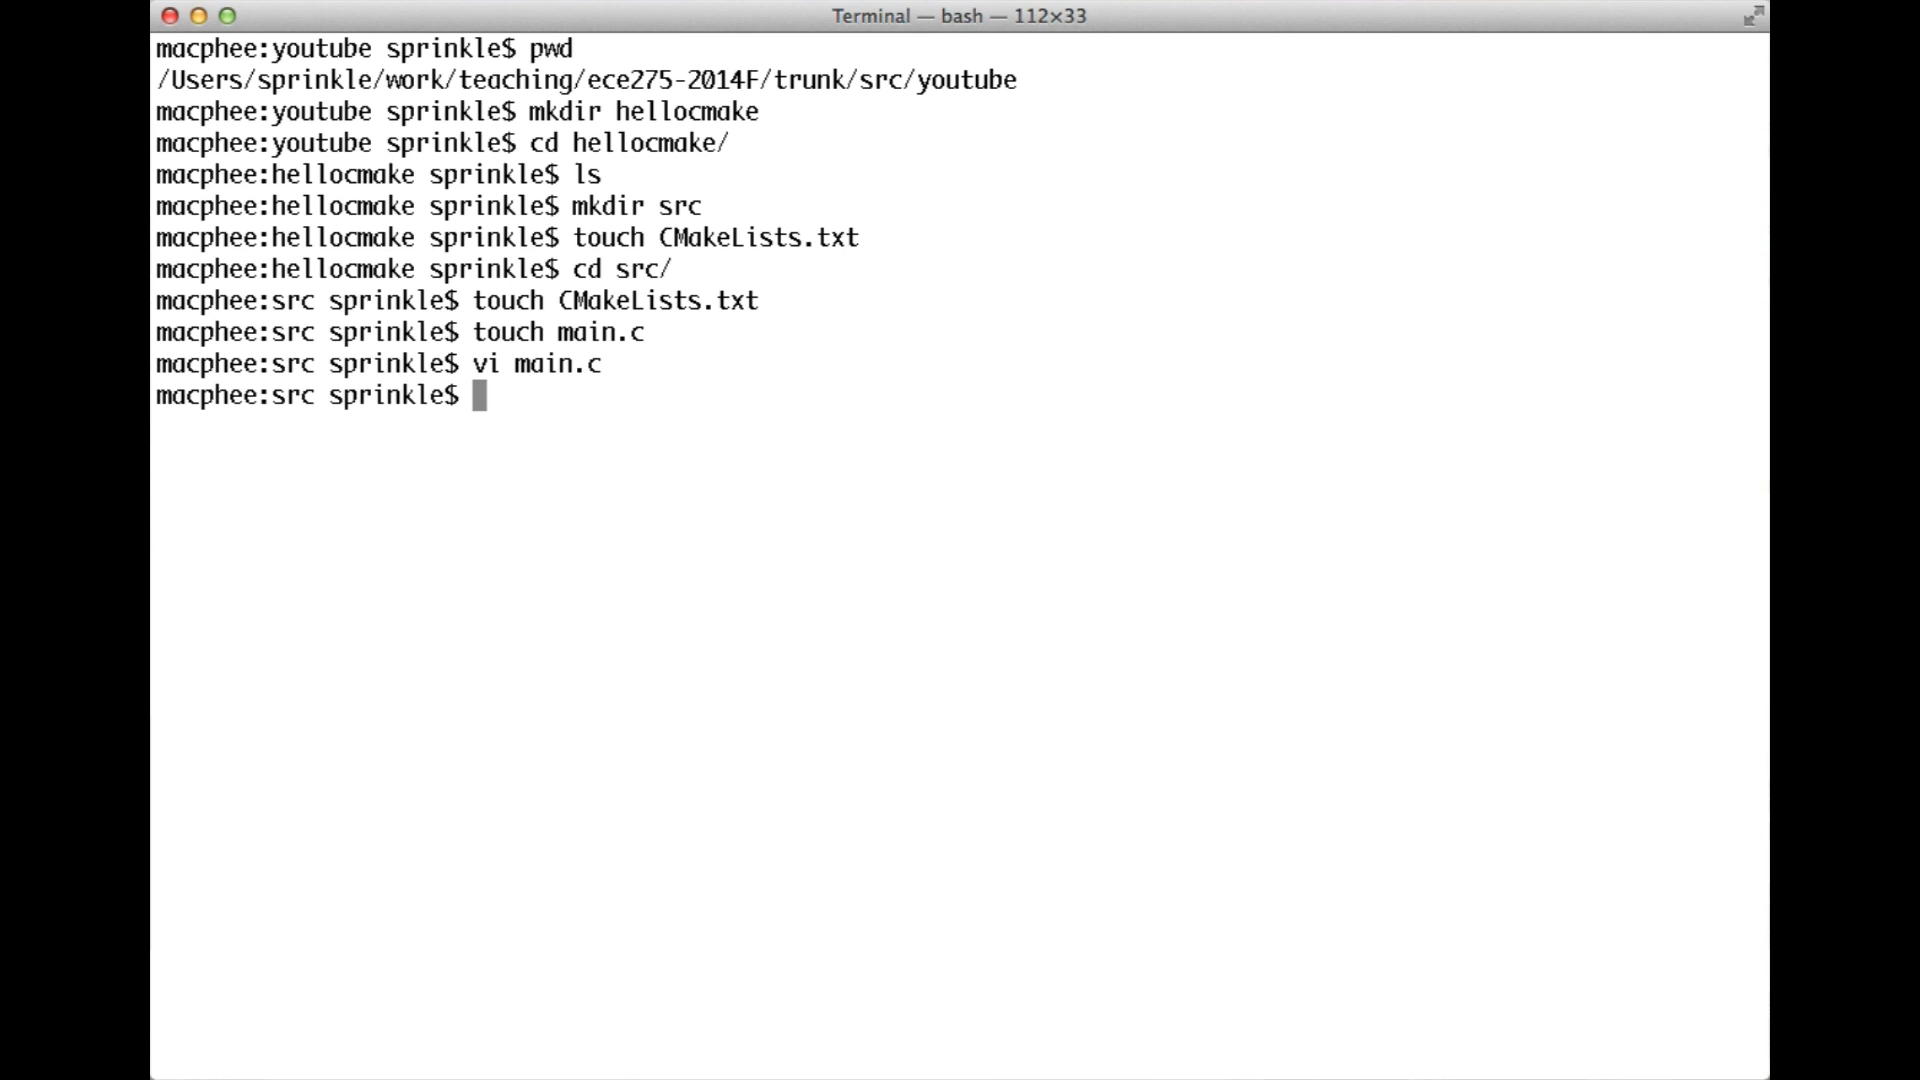 Terminal — bash — 112×33
macphee:youtube sprinkle$ pwd
/Users/sprinkle/work/teaching/ece275-2014F/trunk/src/youtube
macphee:youtube sprinkle$ mkdir hellocmake
macphee:youtube sprinkle$ cd hellocmake/
macphee:hellocmake sprinkle$ ls
macphee:hellocmake sprinkle$ mkdir src
macphee:hellocmake sprinkle$ touch CMakeLists.txt
macphee:hellocmake sprinkle$ cd src/
macphee:src sprinkle$ touch CMakeLists.txt
macphee:src sprinkle$ touch main.c
macphee:src sprinkle$ vi main.c
macphee:src sprinkle$